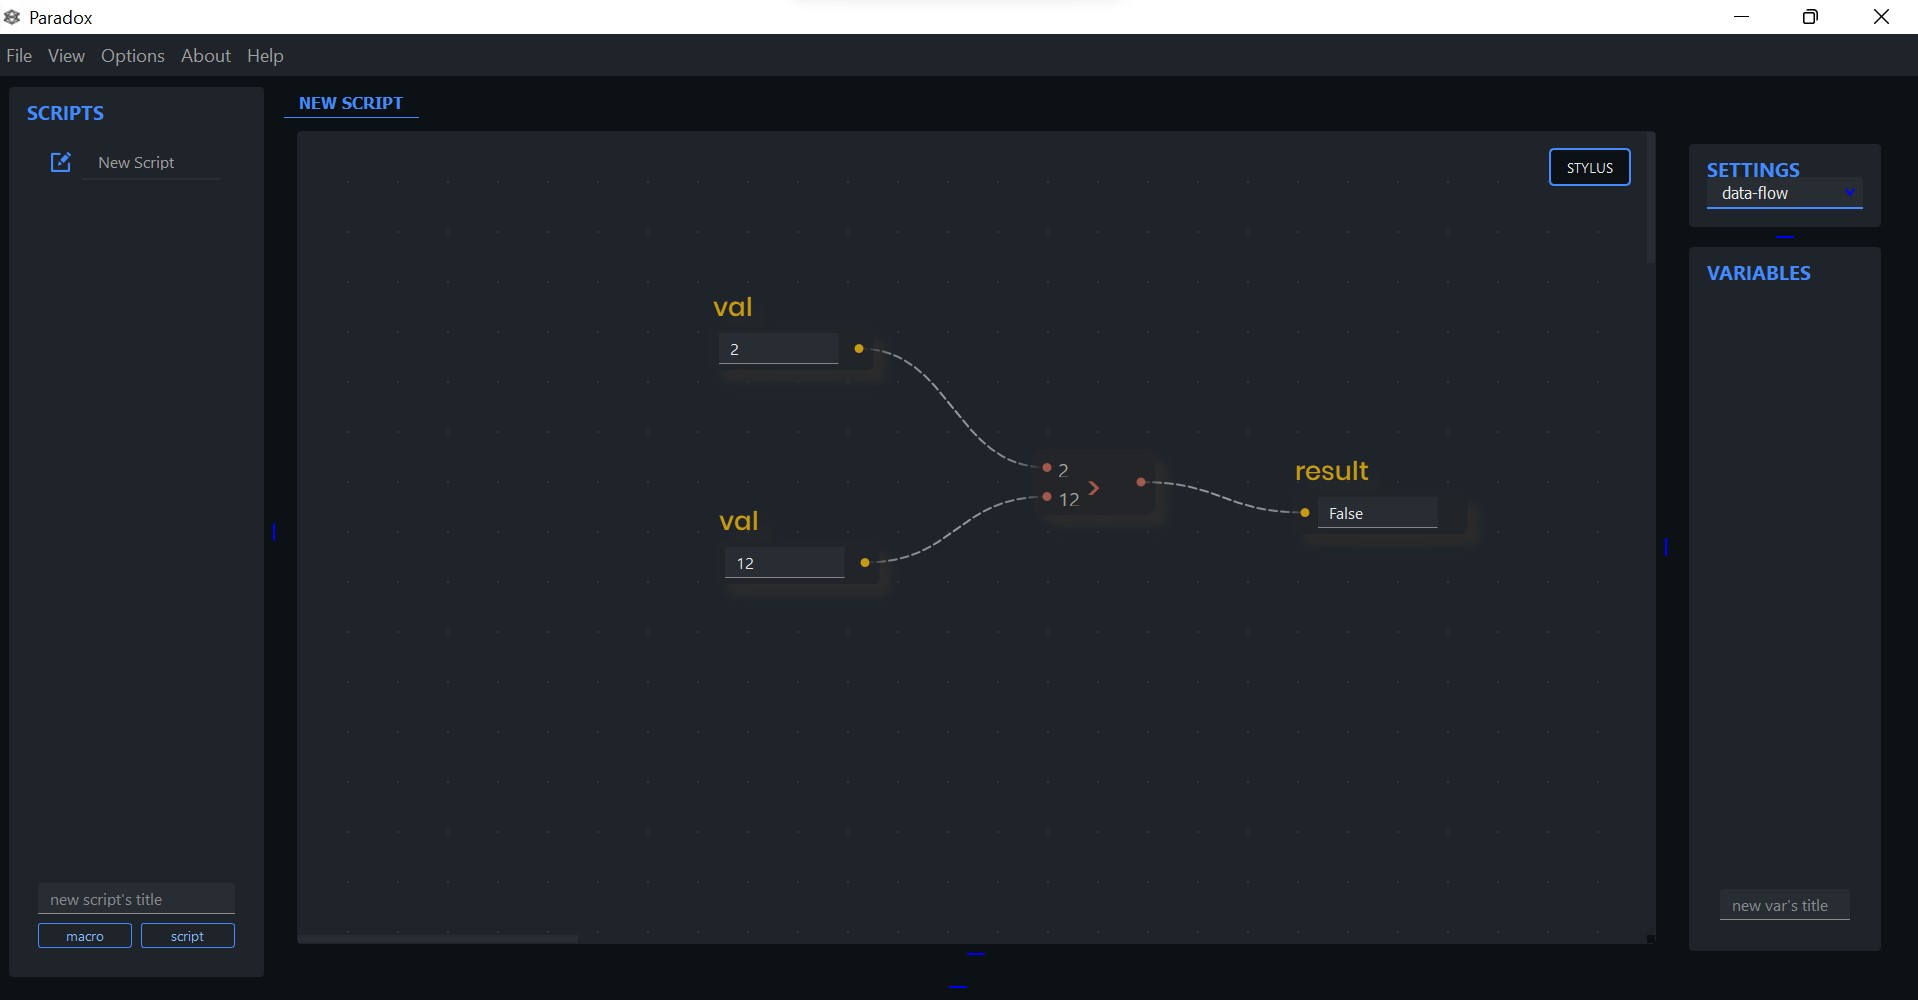 Paradox
File View Options About Help
SCRIPTS
New Script
new script's title
macro script
NEW SCRIPT
STYLUS
val
2
val
12
2
12
>
result
False
SETTINGS
data-flow
VARIABLES
new var's title